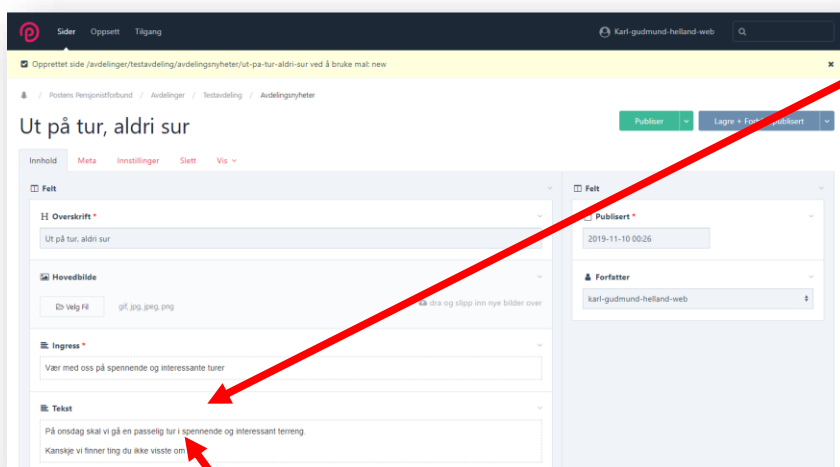 Sider Oppsett Tilgang Karl-gudmund-helland-web
Opprettet side /avdelinger/testavdeling/avdelingsnyheter/ut-pa-tur-aldri-sur ved å bruke mal: new
/ Postens Pensjonistforbund / Avdelinger / Testavdeling / Avdelingsnyheter
Ut på tur, aldri sur
Publiser Lagre + publisert
Innhold Meta Innstillinger Slett Vis
Felt
H Overskrift *
Ut på tur, aldri sur
Hovedbilde
Velg Fil gif, jpg, jpeg, png dra og slipp inn nye bilder over
Ingress *
Vær med oss på spennende og interessante turer
Tekst
På onsdag skal vi gå en passelig tur i spennende og interessant terreng.
Kanskje vi finner ting du ikke visste om
Felt
Publisert *
2019-11-10 00:26
Forfatter
karl-gudmund-helland-web